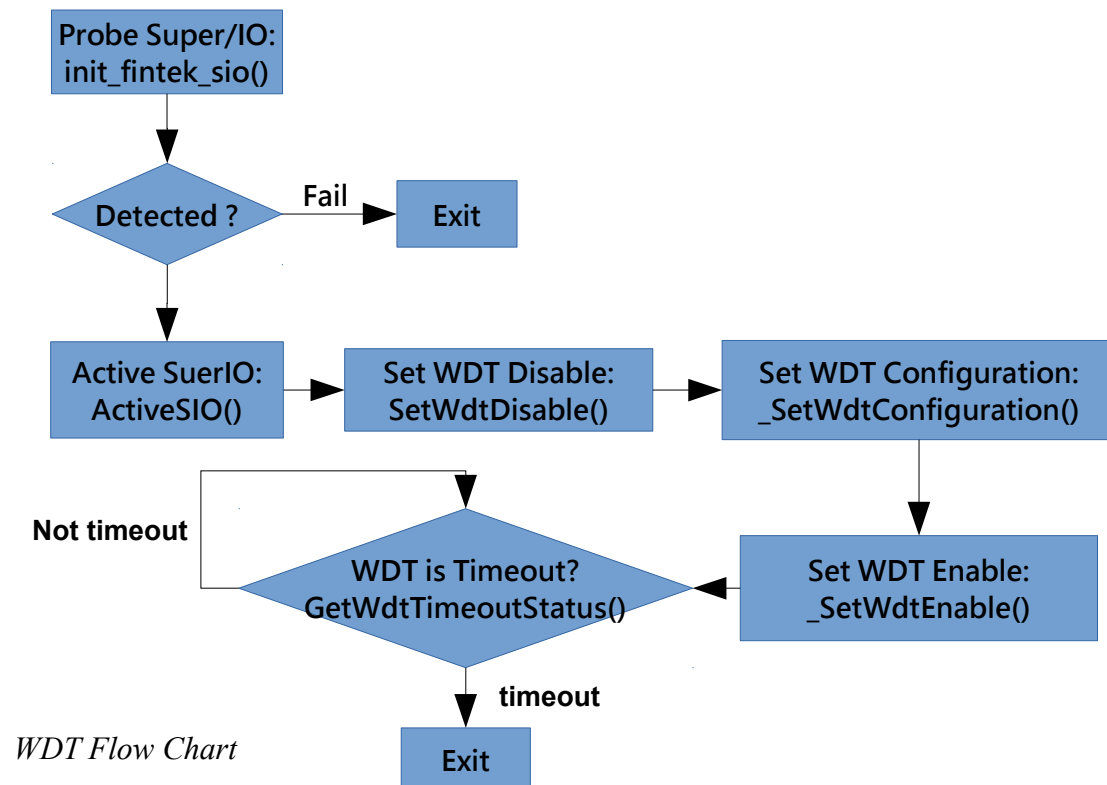 Probe Super/IO:
init_fintek_sio()
Detected ?
Fail
Exit
Active SuerIO:
ActiveSIO()
Set WDT Disable:
SetWdtDisable()
Set WDT Configuration:
_SetWdtConfiguration()
Set WDT Enable:
_SetWdtEnable()
WDT is Timeout?
GetWdtTimeoutStatus()
Not timeout
timeout
Exit
WDT Flow Chart